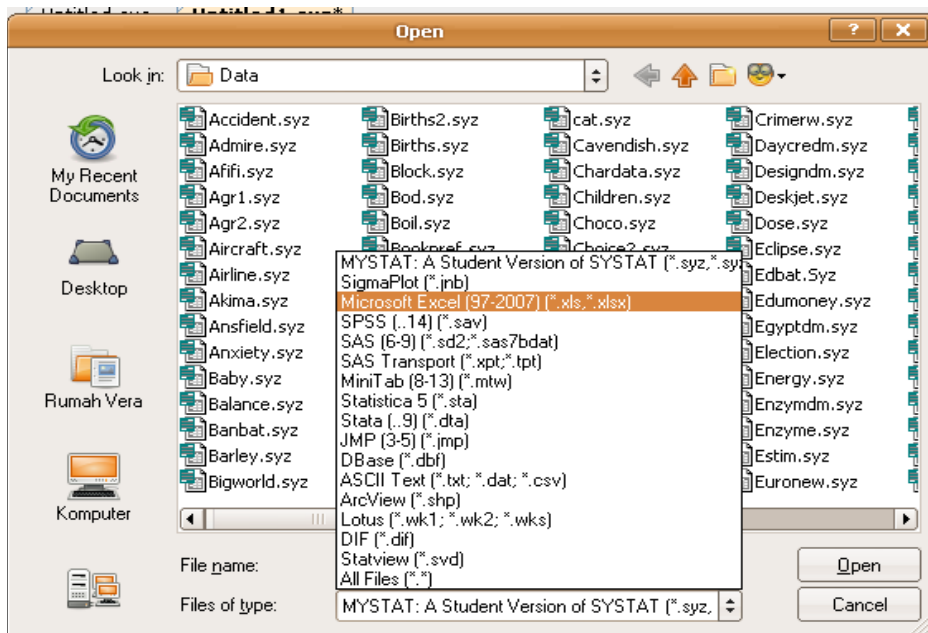 Untitled.syz
Untitled1.syz*
Open
Look in:
Data
My Recent
Documents
Desktop
Rumah Vera
Komputer
Accident.syz
Admire.syz
Afifi.syz
Agr1.syz
Agr2.syz
Aircraft.syz
Airline.syz
Akima.syz
Ansfield.syz
Anxiety.syz
Baby.syz
Balance.syz
Banbat.syz
Barley.syz
Bigworld.syz
Births2.syz
Births.syz
Block.syz
Bod.syz
Boil.syz
Bookpref.syz
cat.syz
Cavendish.syz
Chardata.syz
Children.syz
Choco.syz
Choice2.syz
Crimerw.syz
Daycredm.syz
Designdm.syz
Deskjet.syz
Dose.syz
Eclipse.syz
Edbat.Syz
Edumoney.syz
Egyptdm.syz
Election.syz
Energy.syz
Enzymdm.syz
Enzyme.syz
Estim.syz
Euronew.syz
MYSTAT: A Student Version of SYSTAT (*.syz,*.sy
SigmaPlot (*.jnb)
Microsoft Excel (97-2007) (*.xls,*.xlsx)
SPSS (..14) (*.sav)
SAS (6-9) (*.sd2;*.sas7bdat)
SAS Transport (*.xpt;*.tpt)
MiniTab (8-13) (*.mtw)
Statistica 5 (*.sta)
Stata (..9) (*.dta)
JMP (3-5) (*.jmp)
DBase (*.dbf)
ASCII Text (*.txt; *.dat; *.csv)
ArcView (*.shp)
Lotus (*.wk1; *.wk2; *.wks)
DIF (*.dif)
Statview (*.svd)
All Files (*.*)
File name:
Open
Files of type:
MYSTAT: A Student Version of SYSTAT (*.syz,
Cancel